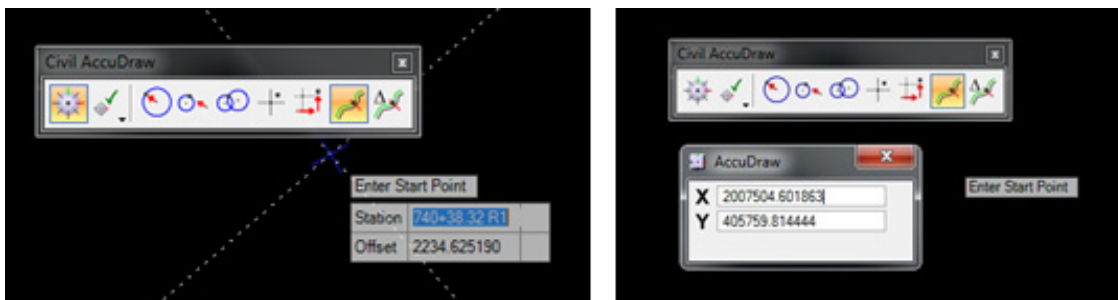 Civil AccuDraw
Enter Start Point
Station 740+38.32 R1
Offset 2234.625190
Civil AccuDraw
AccuDraw
X 2007504.601863
Y 405759.814444
Enter Start Point